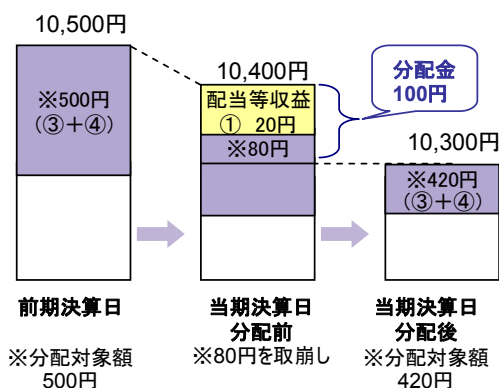 10,500円
※500円
(③+④)
10,400円
配当等収益
① 20円
※80円
分配金
100円
10,300円
※420円
(③+④)
前期決算日
※分配対象額
500円
当期決算日
分配前
※80円を取崩し
当期決算日
分配後
※分配対象額
420円